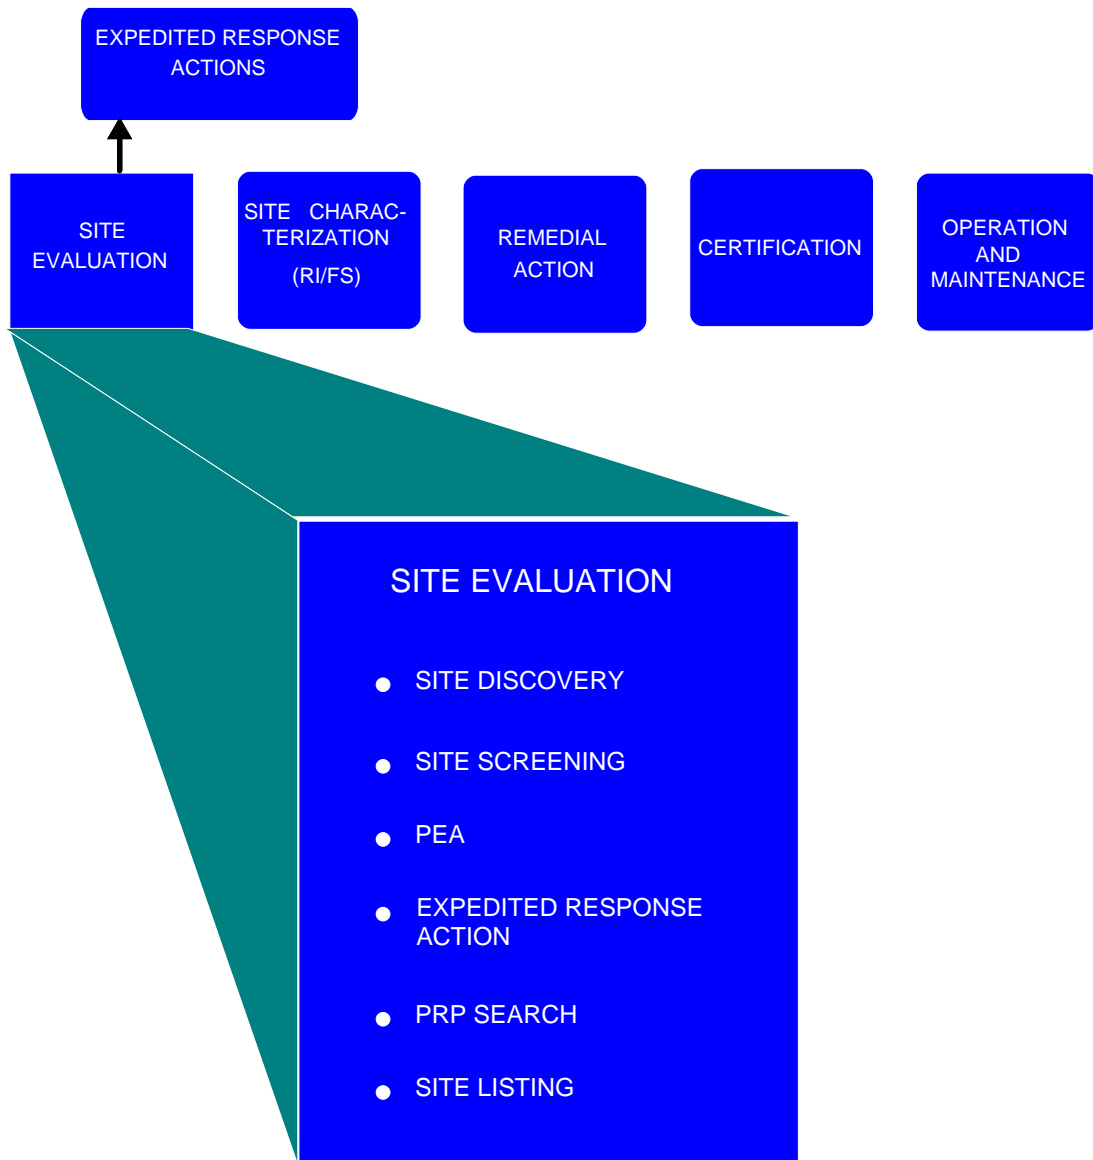 EXPEDITED RESPONSE
ACTIONS
SITE
EVALUATION
SITE CHARAC-
TERIZATION
(RI/FS)
REMEDIAL
ACTION
CERTIFICATION
OPERATION
AND
MAINTENANCE
SITE EVALUATION
● SITE DISCOVERY
● SITE SCREENING
● PEA
● EXPEDITED RESPONSE
ACTION
● PRP SEARCH
● SITE LISTING